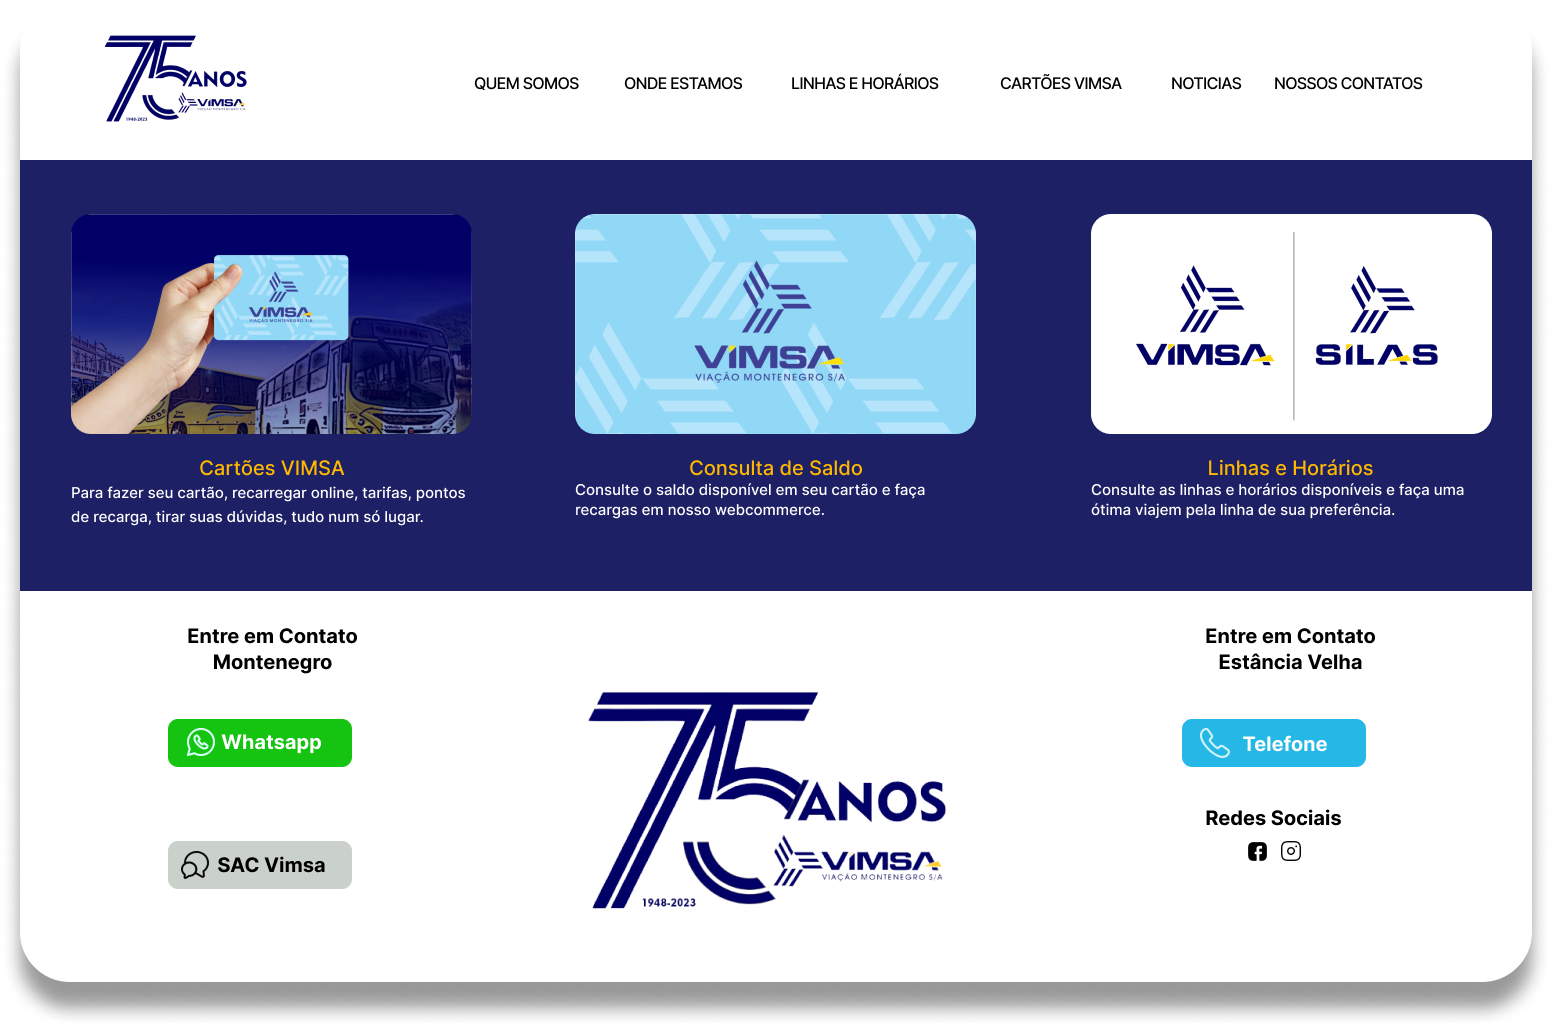 75 ANOS
VIMSA
VIAÇÃO MONTENEGRO S/A
1948-2023
QUEM SOMOS
ONDE ESTAMOS
LINHAS E HORÁRIOS
CARTÕES VIMSA
NOTICIAS
NOSSOS CONTATOS
VIMSA
VIAÇÃO MONTENEGRO S/A
VIMSA
VIAÇÃO MONTENEGRO S/A
VIMSA
SILAS
Cartões VIMSA
Para fazer seu cartão, recarregar online, tarifas, pontos
de recarga, tirar suas dúvidas, tudo num só lugar.
Consulta de Saldo
Consulte o saldo disponível em seu cartão e faça
recargas em nosso webcommerce.
Linhas e Horários
Consulte as linhas e horários disponíveis e faça uma
ótima viajem pela linha de sua preferência.
Entre em Contato
Montenegro
Whatsapp
SAC Vimsa
75 ANOS
VIMSA
VIAÇÃO MONTENEGRO S/A
1948-2023
Entre em Contato
Estância Velha
Telefone
Redes Sociais